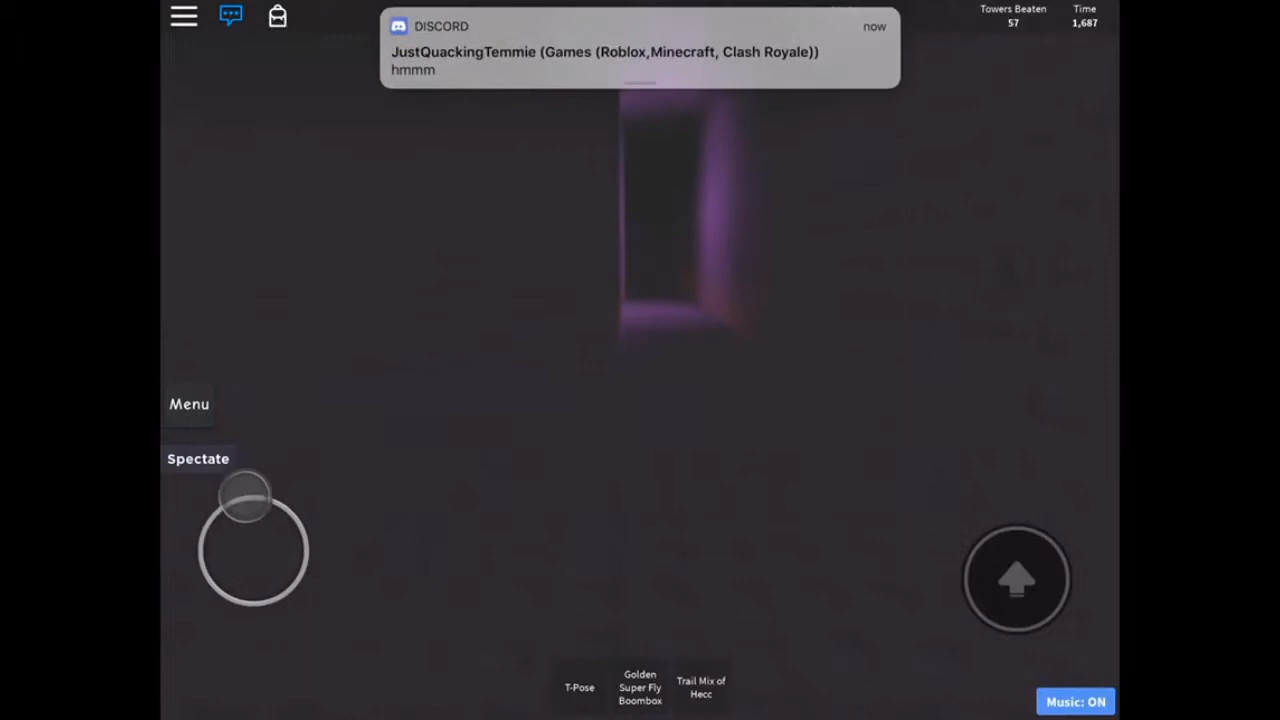 DISCORD
now
JustQuackingTemmie (Games (Roblox,Minecraft, Clash Royale))
hmmm
Towers Beaten
57
Time
1,687
Menu
Spectate
T-Pose
Golden
Super Fly
Boombox
Trail Mix of
Hecc
Music: ON